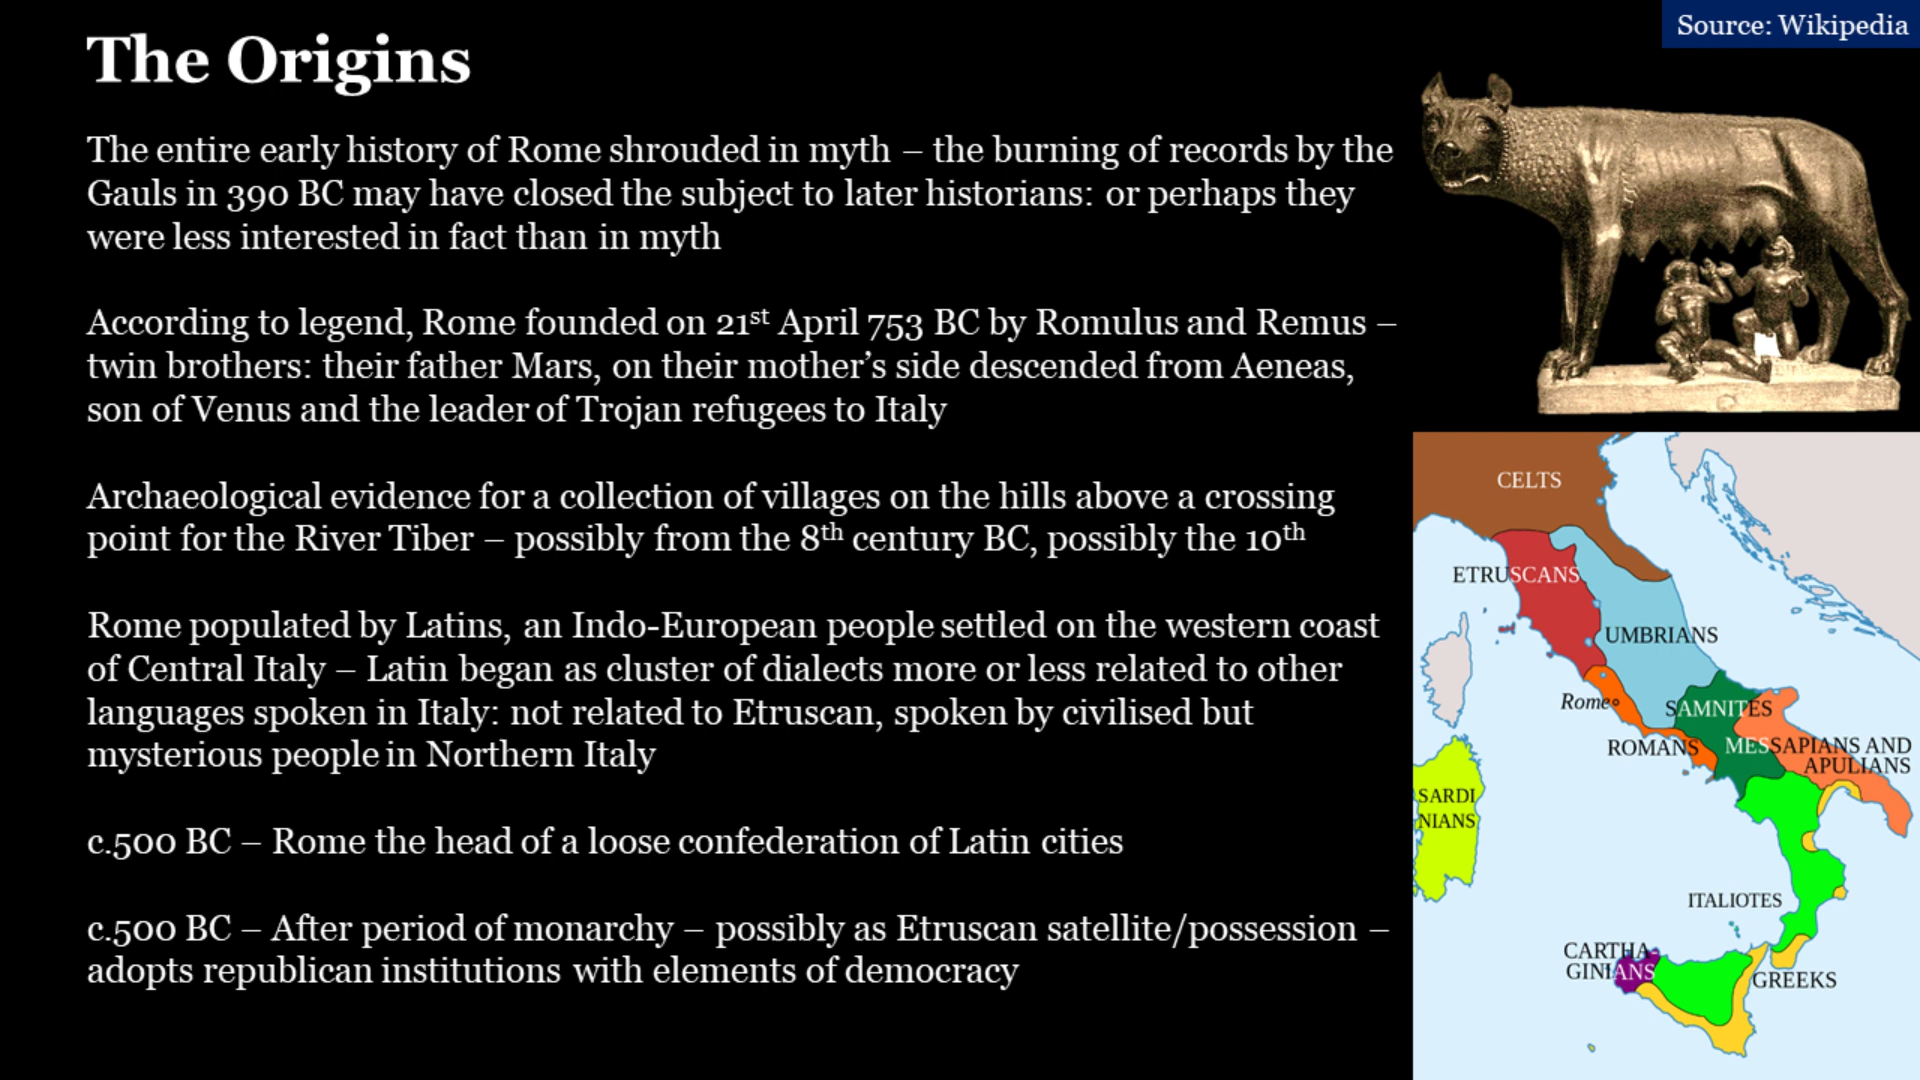 Source: Wikipedia
The Origins
The entire early history of Rome shrouded in myth – the burning of records by the
Gauls in 390 BC may have closed the subject to later historians: or perhaps they
were less interested in fact than in myth
According to legend, Rome founded on 21st April 753 BC by Romulus and Remus –
twin brothers: their father Mars, on their mother's side descended from Aeneas,
son of Venus and the leader of Trojan refugees to Italy
Archaeological evidence for a collection of villages on the hills above a crossing
point for the River Tiber – possibly from the 8th century BC, possibly the 10th
Rome populated by Latins, an Indo-European people settled on the western coast
of Central Italy – Latin began as cluster of dialects more or less related to other
languages spoken in Italy: not related to Etruscan, spoken by civilised but
mysterious people in Northern Italy
c.500 BC – Rome the head of a loose confederation of Latin cities
c.500 BC – After period of monarchy – possibly as Etruscan satellite/possession –
adopts republican institutions with elements of democracy
CELTS
ETRUSCANS
UMBRIANS
Rome
SAMNITES
ROMANS
MESSAPIANS AND
APULIANS
SARDI
NIANS
ITALIOTES
CARTHA-
GINIANS
GREEKS